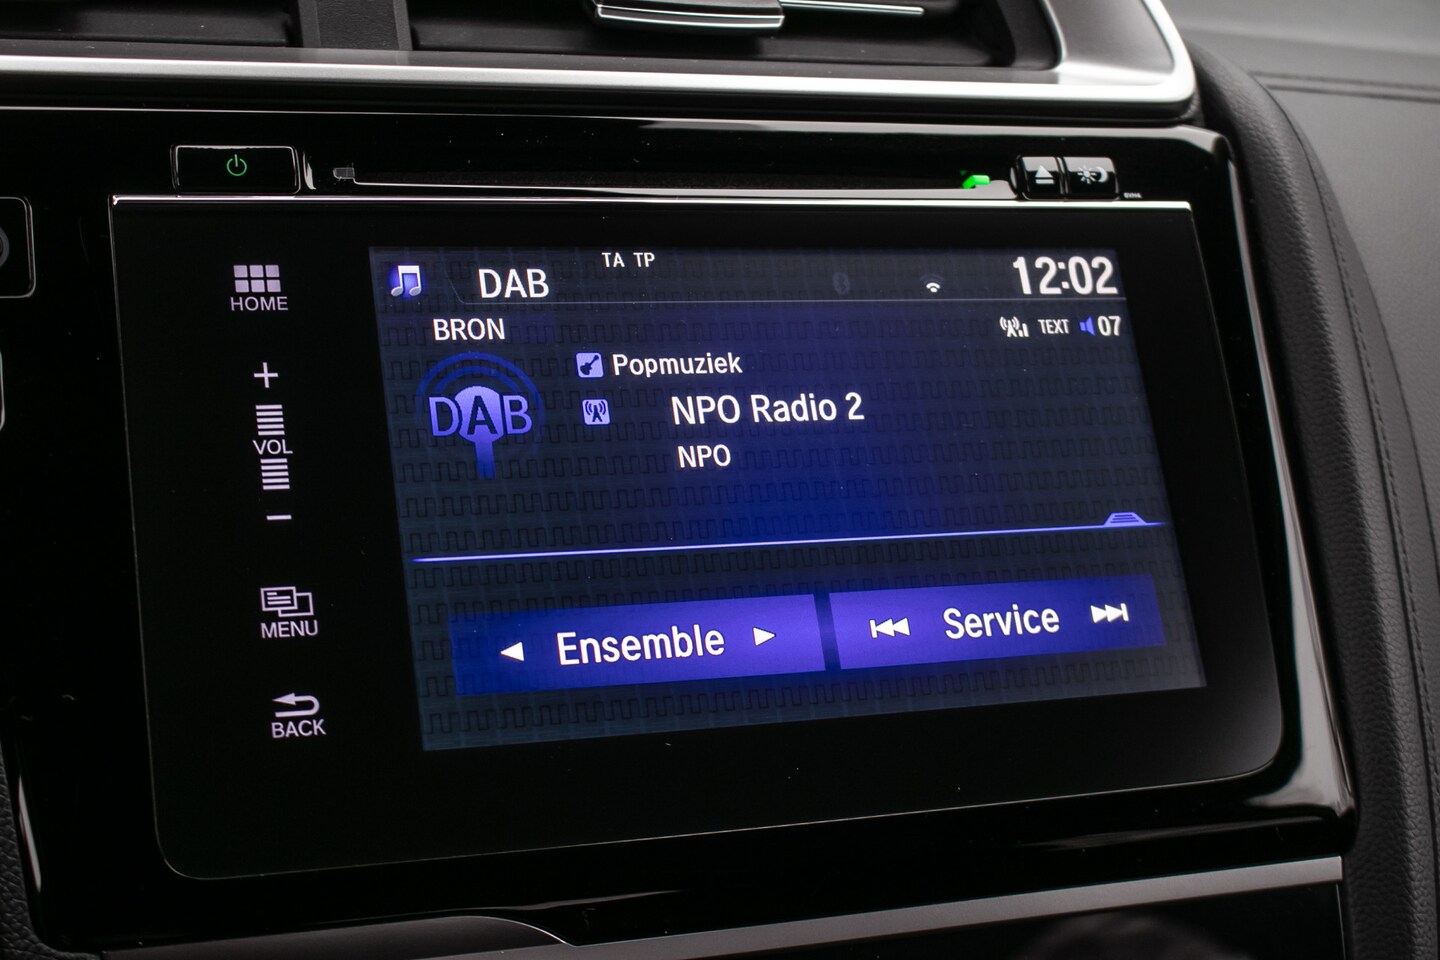 HOME
+
VOL
−
MENU
BACK
DAB
TA TP
12:02
BRON
TEXT 07
DAB
Popmuziek
NPO Radio 2
NPO
Ensemble
Service